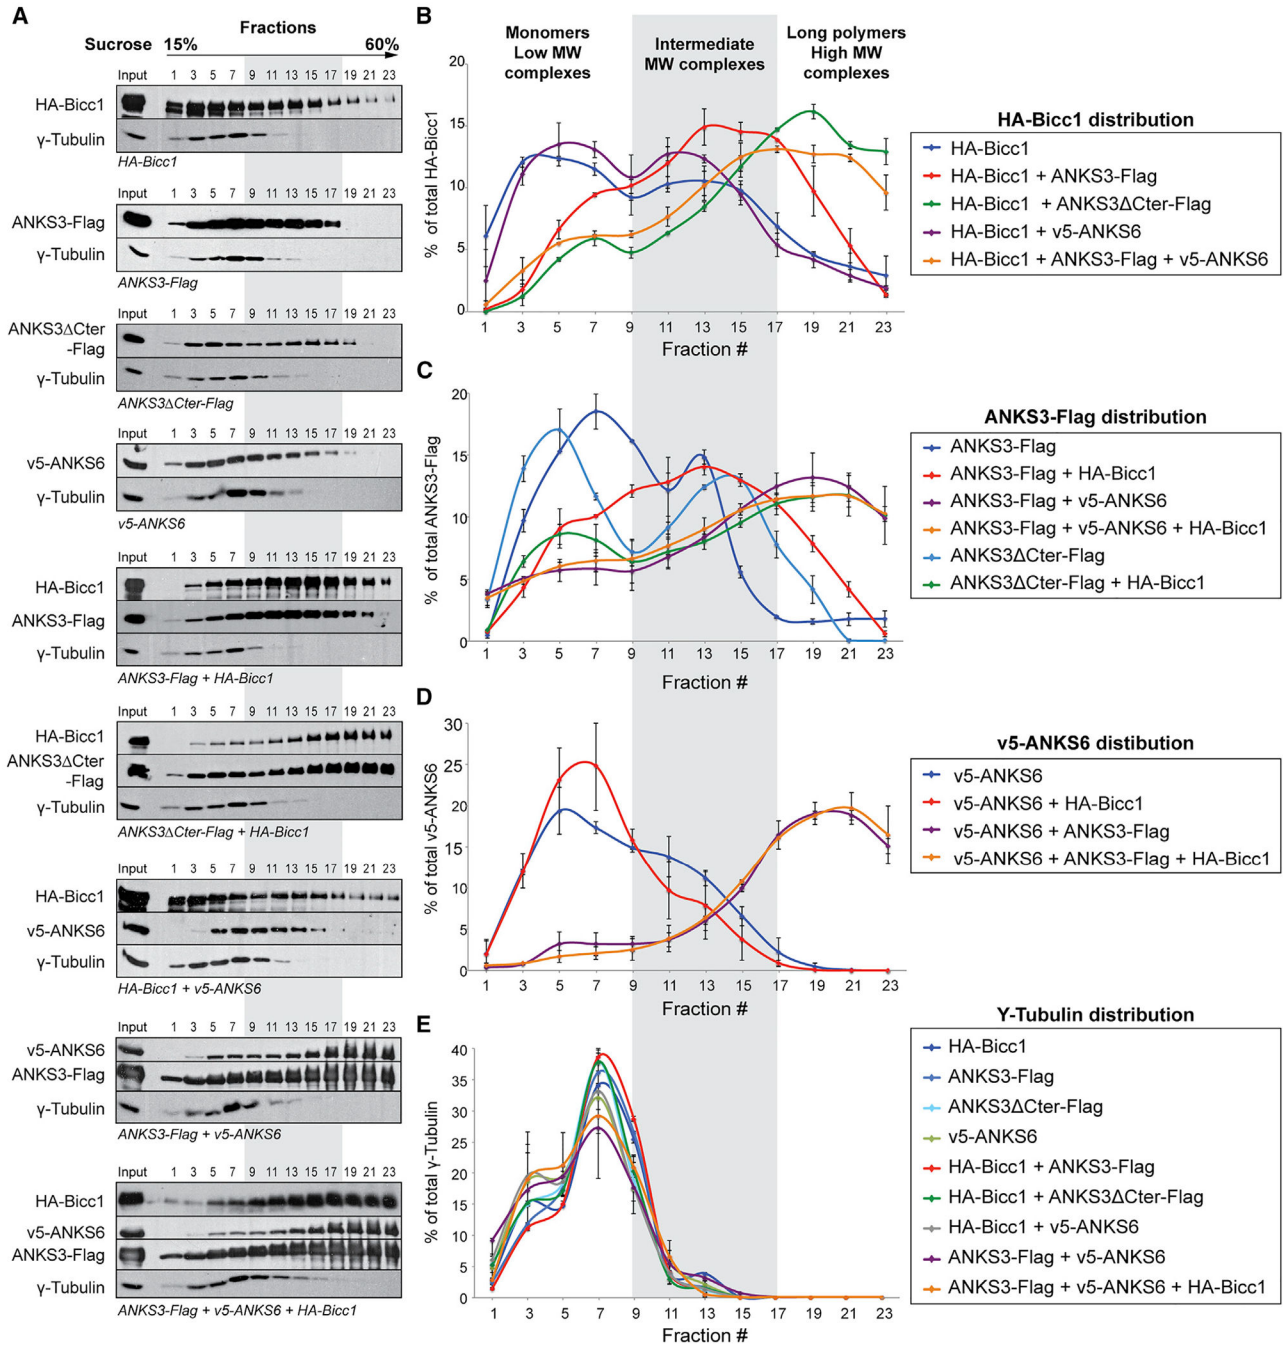 A
Fractions
Sucrose 15% 60%
Input 1 3 5 7 9 11 13 15 17 19 21 23
HA-Bicc1
γ-Tubulin
HA-Bicc1
Input 1 3 5 7 9 11 13 15 17 19 21 23
ANKS3-Flag
γ-Tubulin
ANKS3-Flag
Input 1 3 5 7 9 11 13 15 17 19 21 23
ANKS3ΔCter
-Flag
γ-Tubulin
ANKS3ΔCter-Flag
Input 1 3 5 7 9 11 13 15 17 19 21 23
v5-ANKS6
γ-Tubulin
v5-ANKS6
Input 1 3 5 7 9 11 13 15 17 19 21 23
HA-Bicc1
ANKS3-Flag
γ-Tubulin
ANKS3-Flag + HA-Bicc1
Input 1 3 5 7 9 11 13 15 17 19 21 23
HA-Bicc1
ANKS3ΔCter
-Flag
γ-Tubulin
ANKS3ΔCter-Flag + HA-Bicc1
Input 1 3 5 7 9 11 13 15 17 19 21 23
HA-Bicc1
v5-ANKS6
γ-Tubulin
HA-Bicc1 + v5-ANKS6
Input 1 3 5 7 9 11 13 15 17 19 21 23
v5-ANKS6
ANKS3-Flag
γ-Tubulin
ANKS3-Flag + v5-ANKS6
Input 1 3 5 7 9 11 13 15 17 19 21 23
HA-Bicc1
v5-ANKS6
ANKS3-Flag
γ-Tubulin
ANKS3-Flag + v5-ANKS6 + HA-Bicc1
B
Monomers
Low MW
complexes
Intermediate
MW complexes
Long polymers
High MW
complexes
% of total HA-Bicc1
20
15
10
5
0
1 3 5 7 9 11 13 15 17 19 21 23
Fraction #
HA-Bicc1 distribution
HA-Bicc1
HA-Bicc1 + ANKS3-Flag
HA-Bicc1 + ANKS3ΔCter-Flag
HA-Bicc1 + v5-ANKS6
HA-Bicc1 + ANKS3-Flag + v5-ANKS6
C
% of total ANKS3-Flag
20
15
10
5
0
1 3 5 7 9 11 13 15 17 19 21 23
Fraction #
ANKS3-Flag distribution
ANKS3-Flag
ANKS3-Flag + HA-Bicc1
ANKS3-Flag + v5-ANKS6
ANKS3-Flag + v5-ANKS6 + HA-Bicc1
ANKS3ΔCter-Flag
ANKS3ΔCter-Flag + HA-Bicc1
D
% of total v5-ANKS6
30
25
20
15
10
5
0
1 3 5 7 9 11 13 15 17 19 21 23
Fraction #
v5-ANKS6 distibution
v5-ANKS6
v5-ANKS6 + HA-Bicc1
v5-ANKS6 + ANKS3-Flag
v5-ANKS6 + ANKS3-Flag + HA-Bicc1
E
% of total γ-Tubulin
40
35
30
25
20
15
10
5
0
1 3 5 7 9 11 13 15 17 19 21 23
Fraction #
Υ-Tubulin distribution
HA-Bicc1
ANKS3-Flag
ANKS3ΔCter-Flag
v5-ANKS6
HA-Bicc1 + ANKS3-Flag
HA-Bicc1 + ANKS3ΔCter-Flag
HA-Bicc1 + v5-ANKS6
ANKS3-Flag + v5-ANKS6
ANKS3-Flag + v5-ANKS6 + HA-Bicc1